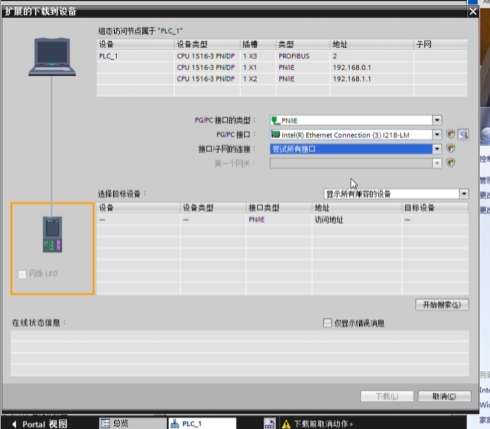 扩展的下载到设备
组态访问节点属于 "PLC_1"
设备 设备类型 插槽 类型 地址 子网
PLC_1 CPU 1516-3 PN/DP 1 X3 PROFIBUS 2
CPU 1516-3 PN/DP 1 X1 PN/IE 192.168.0.1
CPU 1516-3 PN/DP 1 X2 PN/IE 192.168.1.1
PG/PC 接口的类型： PN/IE
PG/PC 接口： Intel(R) Ethernet Connection (3) I218-LM
接口/子网的连接： 尝试所有接口
第一个网关：
选择目标设备： 显示所有兼容的设备
设备 设备类型 接口类型 地址 目标设备
— — PN/IE 访问地址 —
闪烁 LED
开始搜索(S)
在线状态信息： 仅显示错误消息
下载(L) 取消(C)
Portal 视图 总览 PLC_1 下载前取消动作。